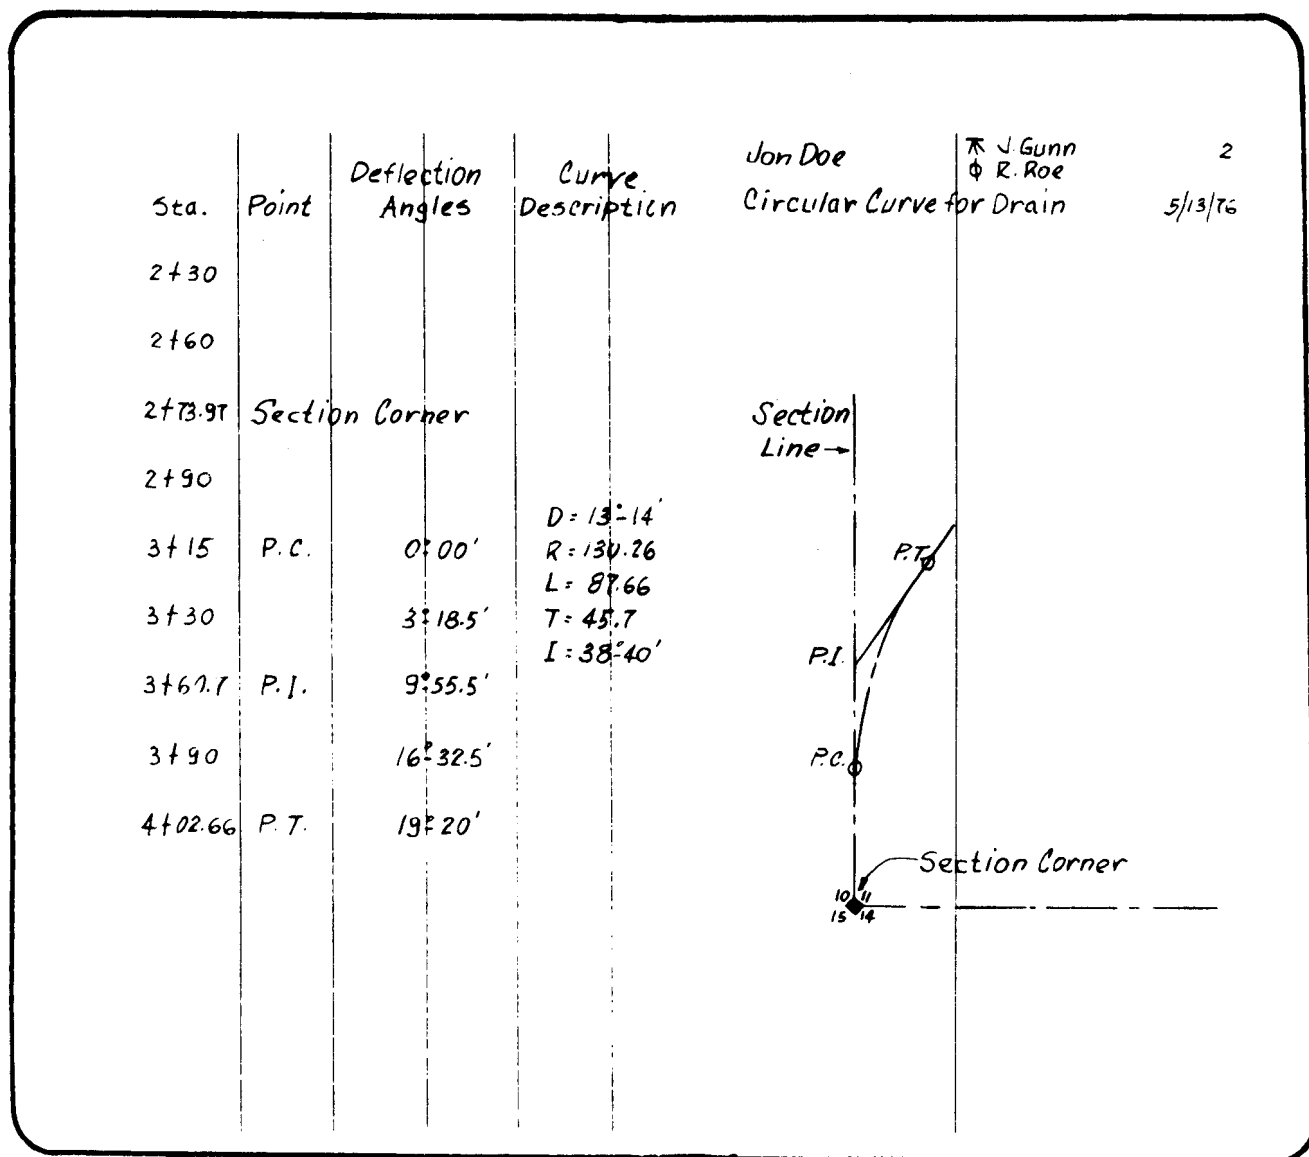 Jon Doe
J. Gunn
2
R. Roe
Deflection Curve
Sta. Point Angles Description
Circular Curve for Drain 5/13/76
2+30
2+60
2+73.97 Section Corner
2+90
D = 13°-14'
3+15 P.C. 0°00' R = 130.26
L = 87.66
3+30 3°18.5' T = 45.7
I = 38°-40'
P.I. 9°-55.5'
3+90 16°-32.5'
4+02.66 P.T. 19°-20'
Section
Line
P.T.
P.I.
P.C.
Section Corner
10 11
15 14